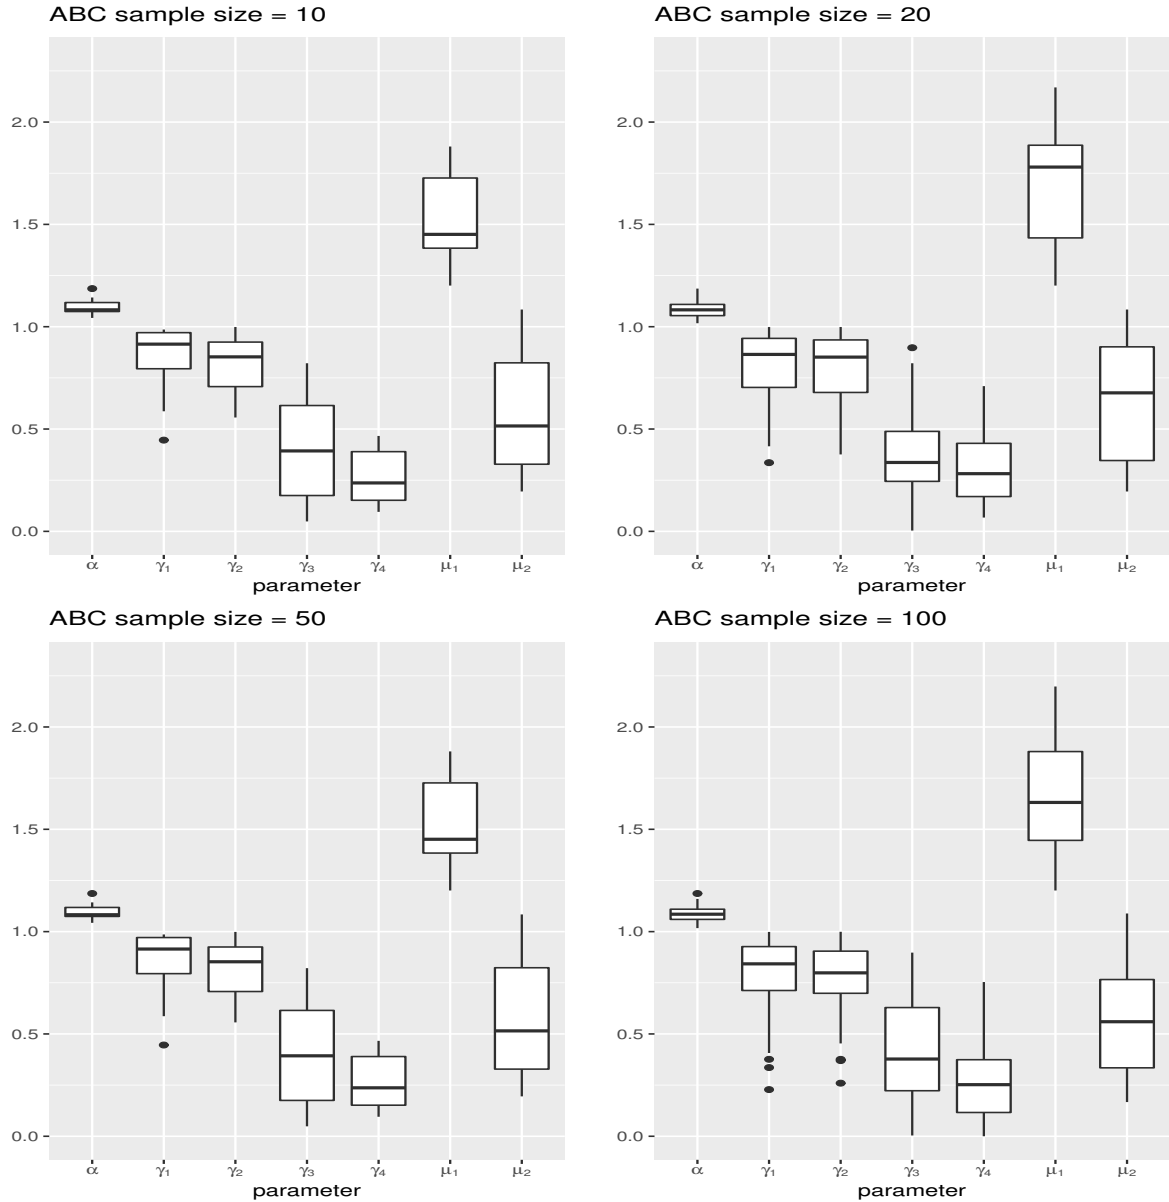 ABC sample size = 10
2.0
1.5
1.0
0.5
0.0
α γ₁ γ₂ γ₃ γ₄ μ₁ μ₂
parameter
ABC sample size = 20
2.0
1.5
1.0
0.5
0.0
α γ₁ γ₂ γ₃ γ₄ μ₁ μ₂
parameter
ABC sample size = 50
2.0
1.5
1.0
0.5
0.0
α γ₁ γ₂ γ₃ γ₄ μ₁ μ₂
parameter
ABC sample size = 100
2.0
1.5
1.0
0.5
0.0
α γ₁ γ₂ γ₃ γ₄ μ₁ μ₂
parameter